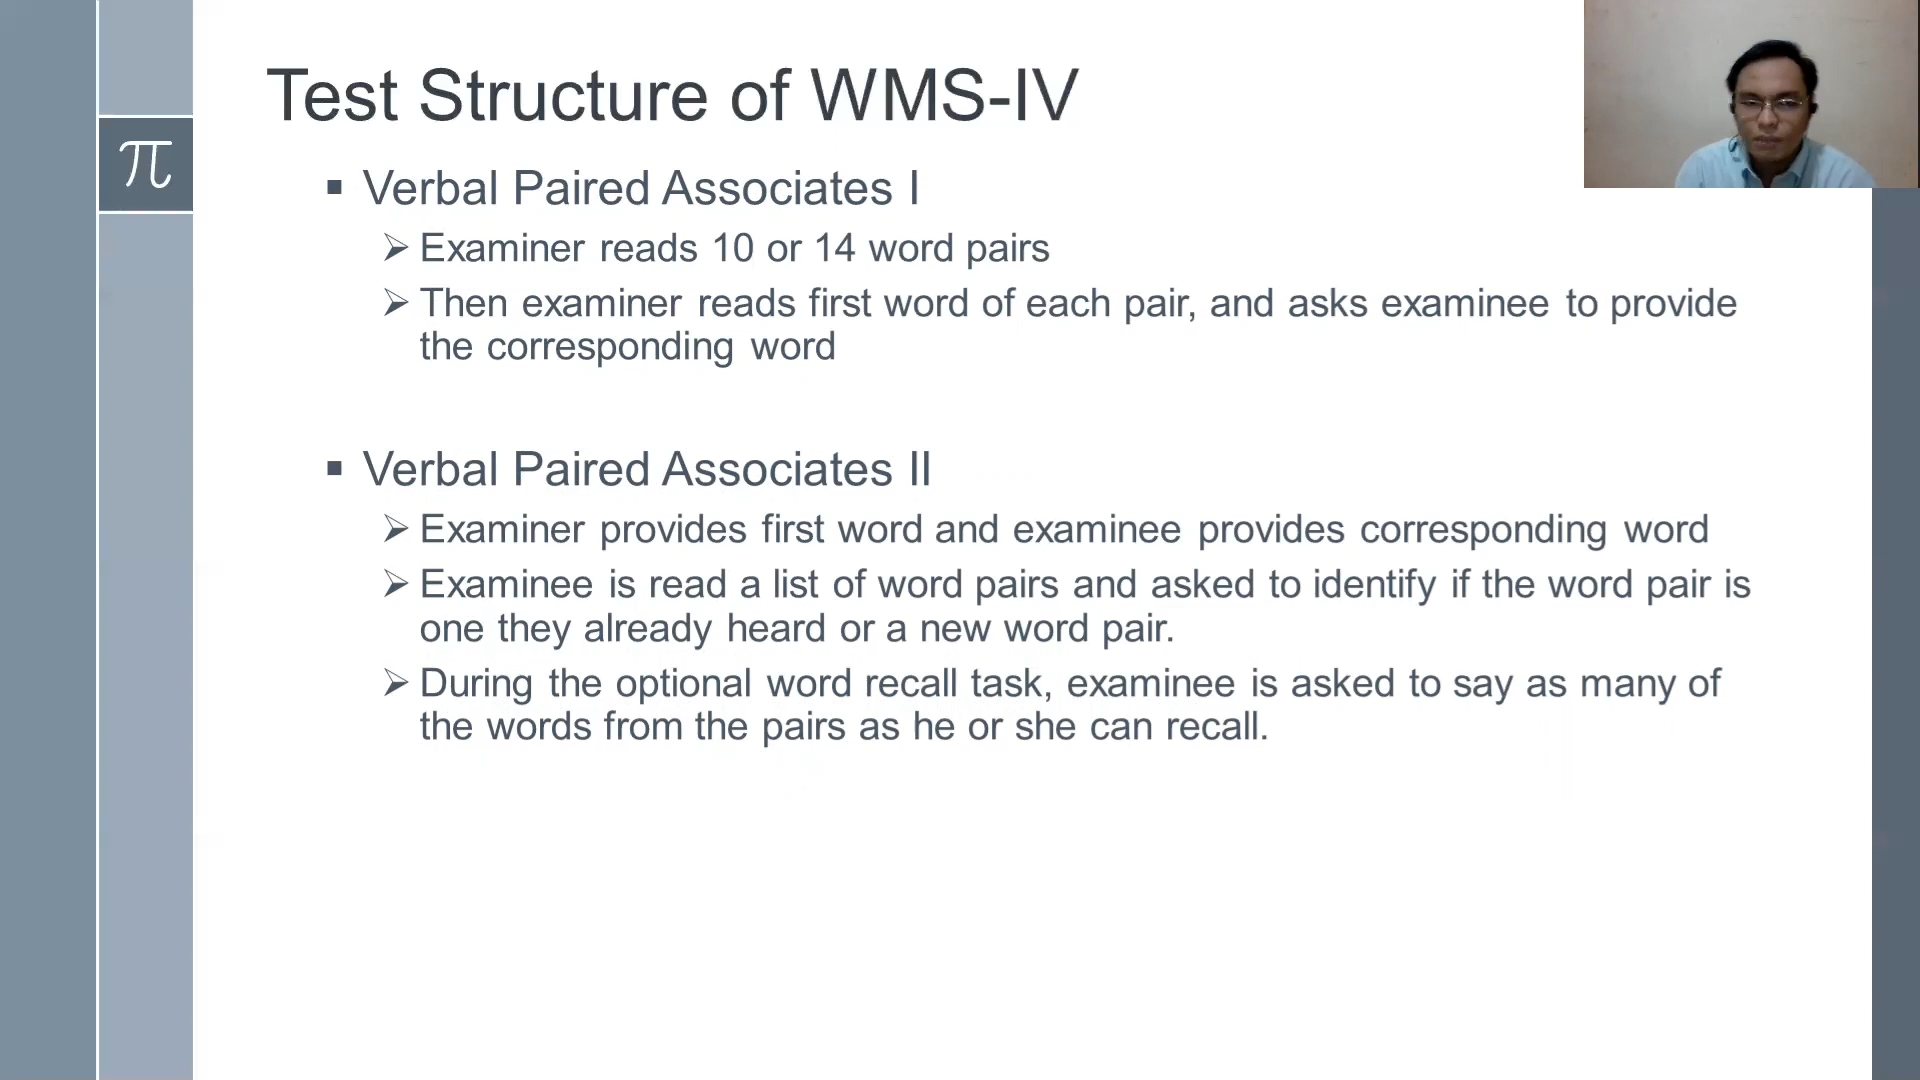 Test Structure of WMS-IV
π
▪ Verbal Paired Associates I
➢ Examiner reads 10 or 14 word pairs
➢ Then examiner reads first word of each pair, and asks examinee to provide
the corresponding word
▪ Verbal Paired Associates II
➢ Examiner provides first word and examinee provides corresponding word
➢ Examinee is read a list of word pairs and asked to identify if the word pair is
one they already heard or a new word pair.
➢ During the optional word recall task, examinee is asked to say as many of
the words from the pairs as he or she can recall.